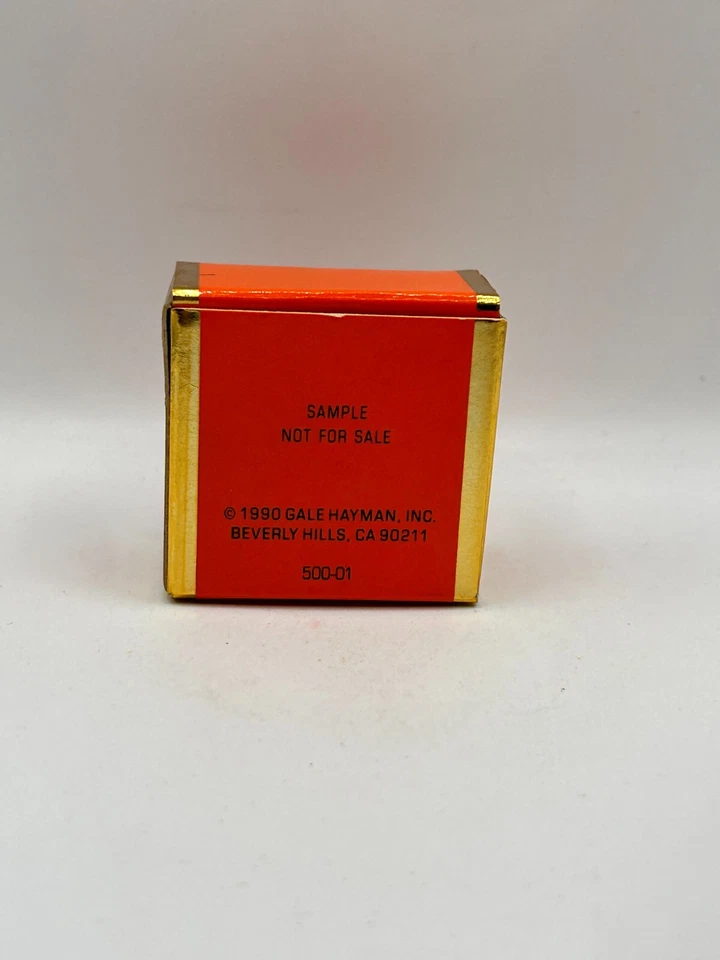 SAMPLE
NOT FOR SALE
© 1990 GALE HAYMAN, INC.
BEVERLY HILLS, CA 90211
500-01